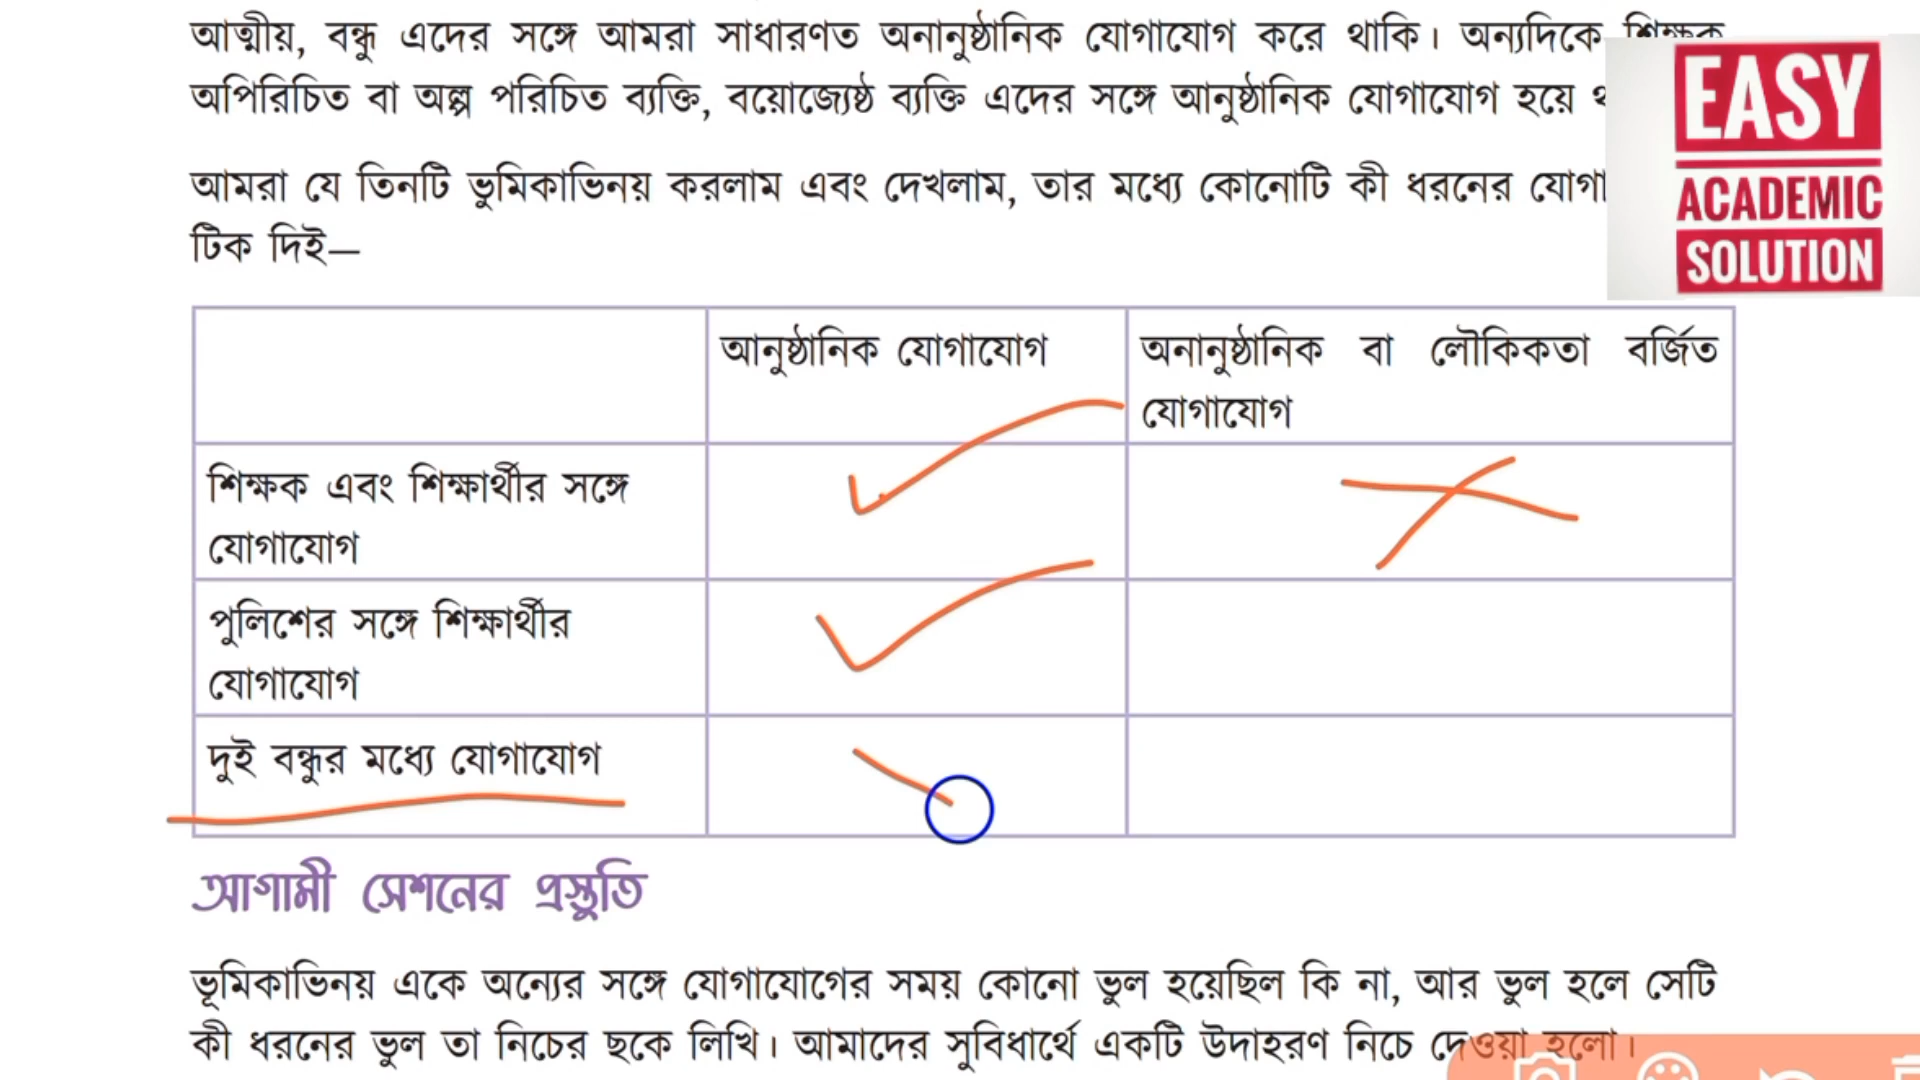 আত্মীয়, বন্ধু এদের সঙ্গে আমরা সাধারণত অনানুষ্ঠানিক যোগাযোগ করে থাকি। অন্যদিকে শিক্ষক
অপিরিচিত বা অল্প পরিচিত ব্যক্তি, বয়োজ্যেষ্ঠ ব্যক্তি এদের সঙ্গে আনুষ্ঠানিক যোগাযোগ হয়ে
আমরা যে তিনটি ভুমিকাভিনয় করলাম এবং দেখলাম, তার মধ্যে কোনোটি কী ধরনের
টিক দিই—
EASY
ACADEMIC
SOLUTION
আনুষ্ঠানিক যোগাযোগ
অনানুষ্ঠানিক বা লৌকিকতা বর্জিত
যোগাযোগ
শিক্ষক এবং শিক্ষার্থীর সঙ্গে
যোগাযোগ
পুলিশের সঙ্গে শিক্ষার্থীর
যোগাযোগ
দুই বন্ধুর মধ্যে যোগাযোগ
আগামী সেশনের প্রস্তুতি
ভূমিকাভিনয় একে অন্যের সঙ্গে যোগাযোগের সময় কোনো ভুল হয়েছিল কি না, আর ভুল হলে সেটি
কী ধরনের ভুল তা নিচের ছকে লিখি। আমাদের সুবিধার্থে একটি উদাহরণ নিচে দেওয়া হলো।